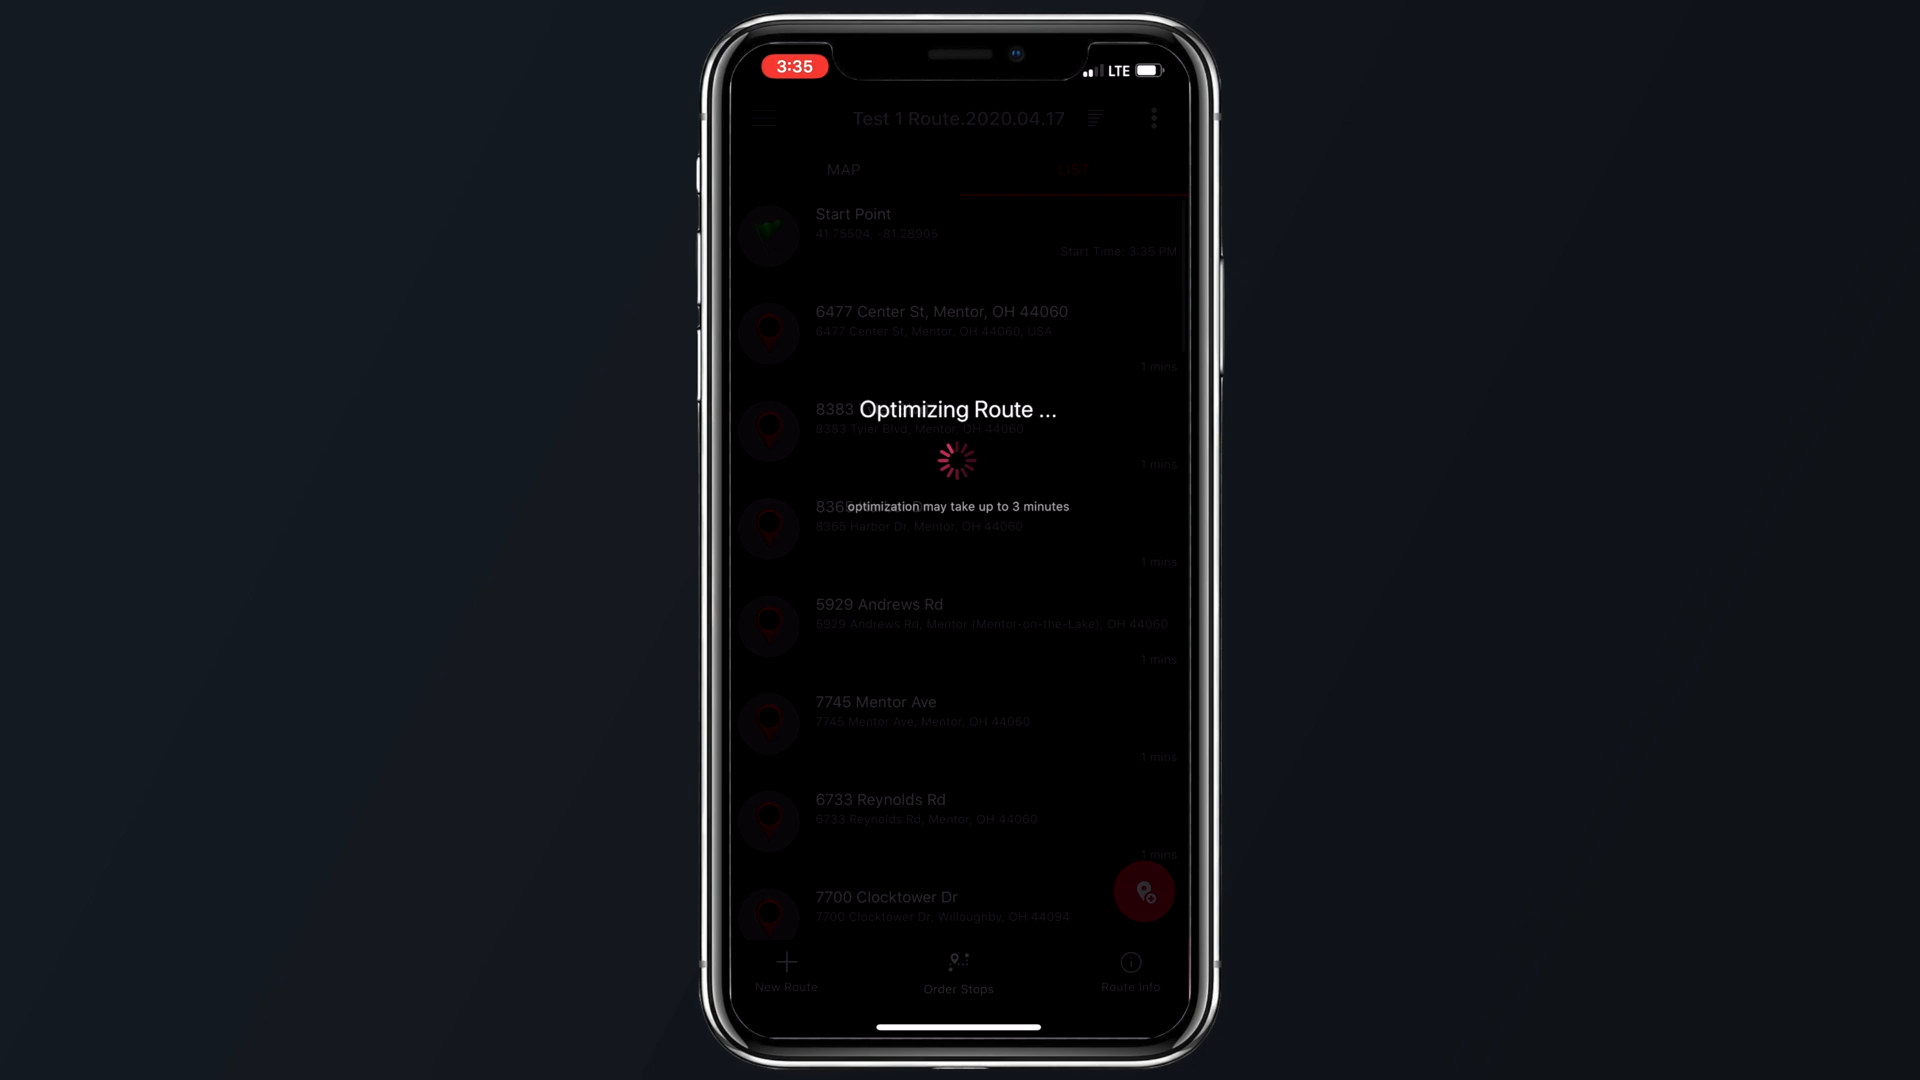 3:35
LTE
Test 1 Route.2020.04.17
MAP
LIST
Start Point
41.75504, -81.28905
Start Time: 3:35 PM
6477 Center St, Mentor, OH 44060
6477 Center St, Mentor, OH 44060, USA
1 mins
8383
Optimizing Route ...
8383 Tyler Blvd, Mentor, OH 44060
1 mins
8365 Harbor Dr
optimization may take up to 3 minutes
8365 Harbor Dr, Mentor, OH 44060
1 mins
5929 Andrews Rd
5929 Andrews Rd, Mentor (Mentor-on-the-Lake), OH 44060
1 mins
7745 Mentor Ave
7745 Mentor Ave, Mentor, OH 44060
1 mins
6733 Reynolds Rd
6733 Reynolds Rd, Mentor, OH 44060
1 mins
7700 Clocktower Dr
7700 Clocktower Dr, Willoughby, OH 44094
New Route
Order Stops
Route Info